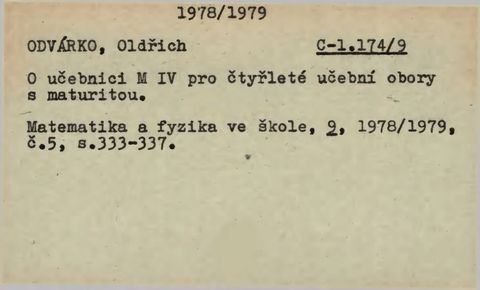 1978/1979
ODVÁRKO, Oldřich C-1.174/9
O učebnici M IV pro čtyřleté učební obory
s maturitou.
Matematika a fyzika ve škole, 9, 1978/1979,
č.5, s.333-337.